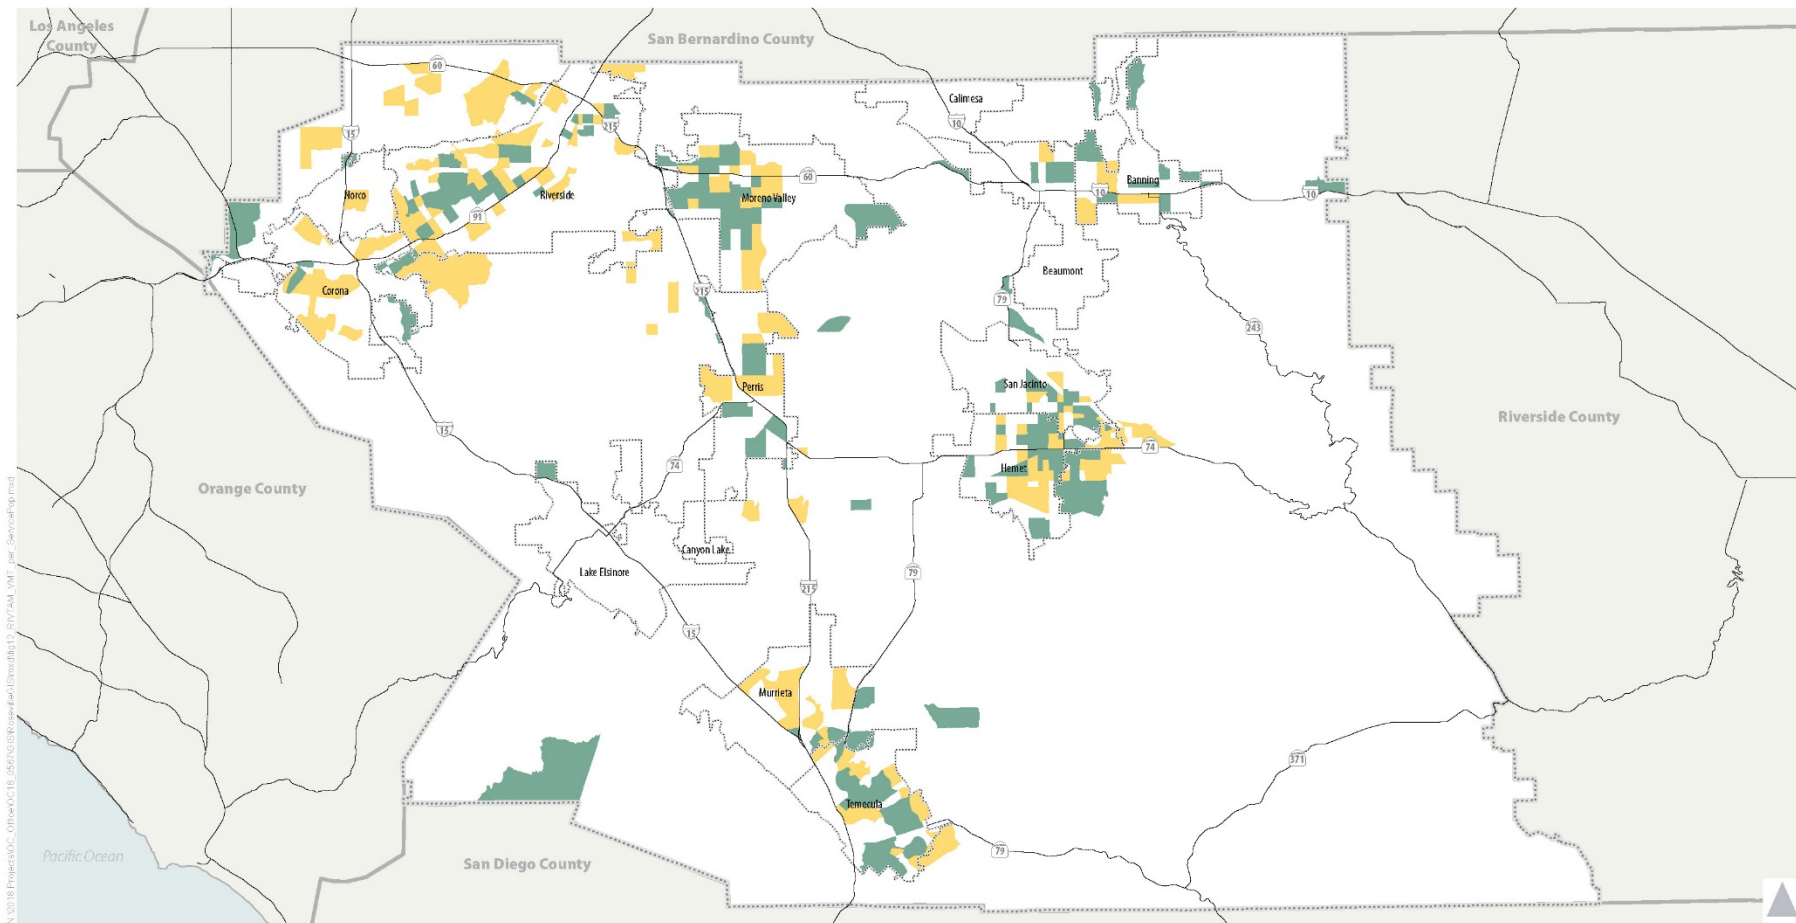 Los Angeles
County
San Bernardino County
60
Calimesa
10
15
215
Norco
Riverside
91
Moreno Valley
60
Banning
10
10
Corona
215
Beaumont
79
243
San Jacinto
Perris
Riverside County
15
74
74
Hemet
Orange County
Canyon Lake
Lake Elsinore
79
215
15
Murrieta
371
Temecula
79
Pacific Ocean
San Diego County